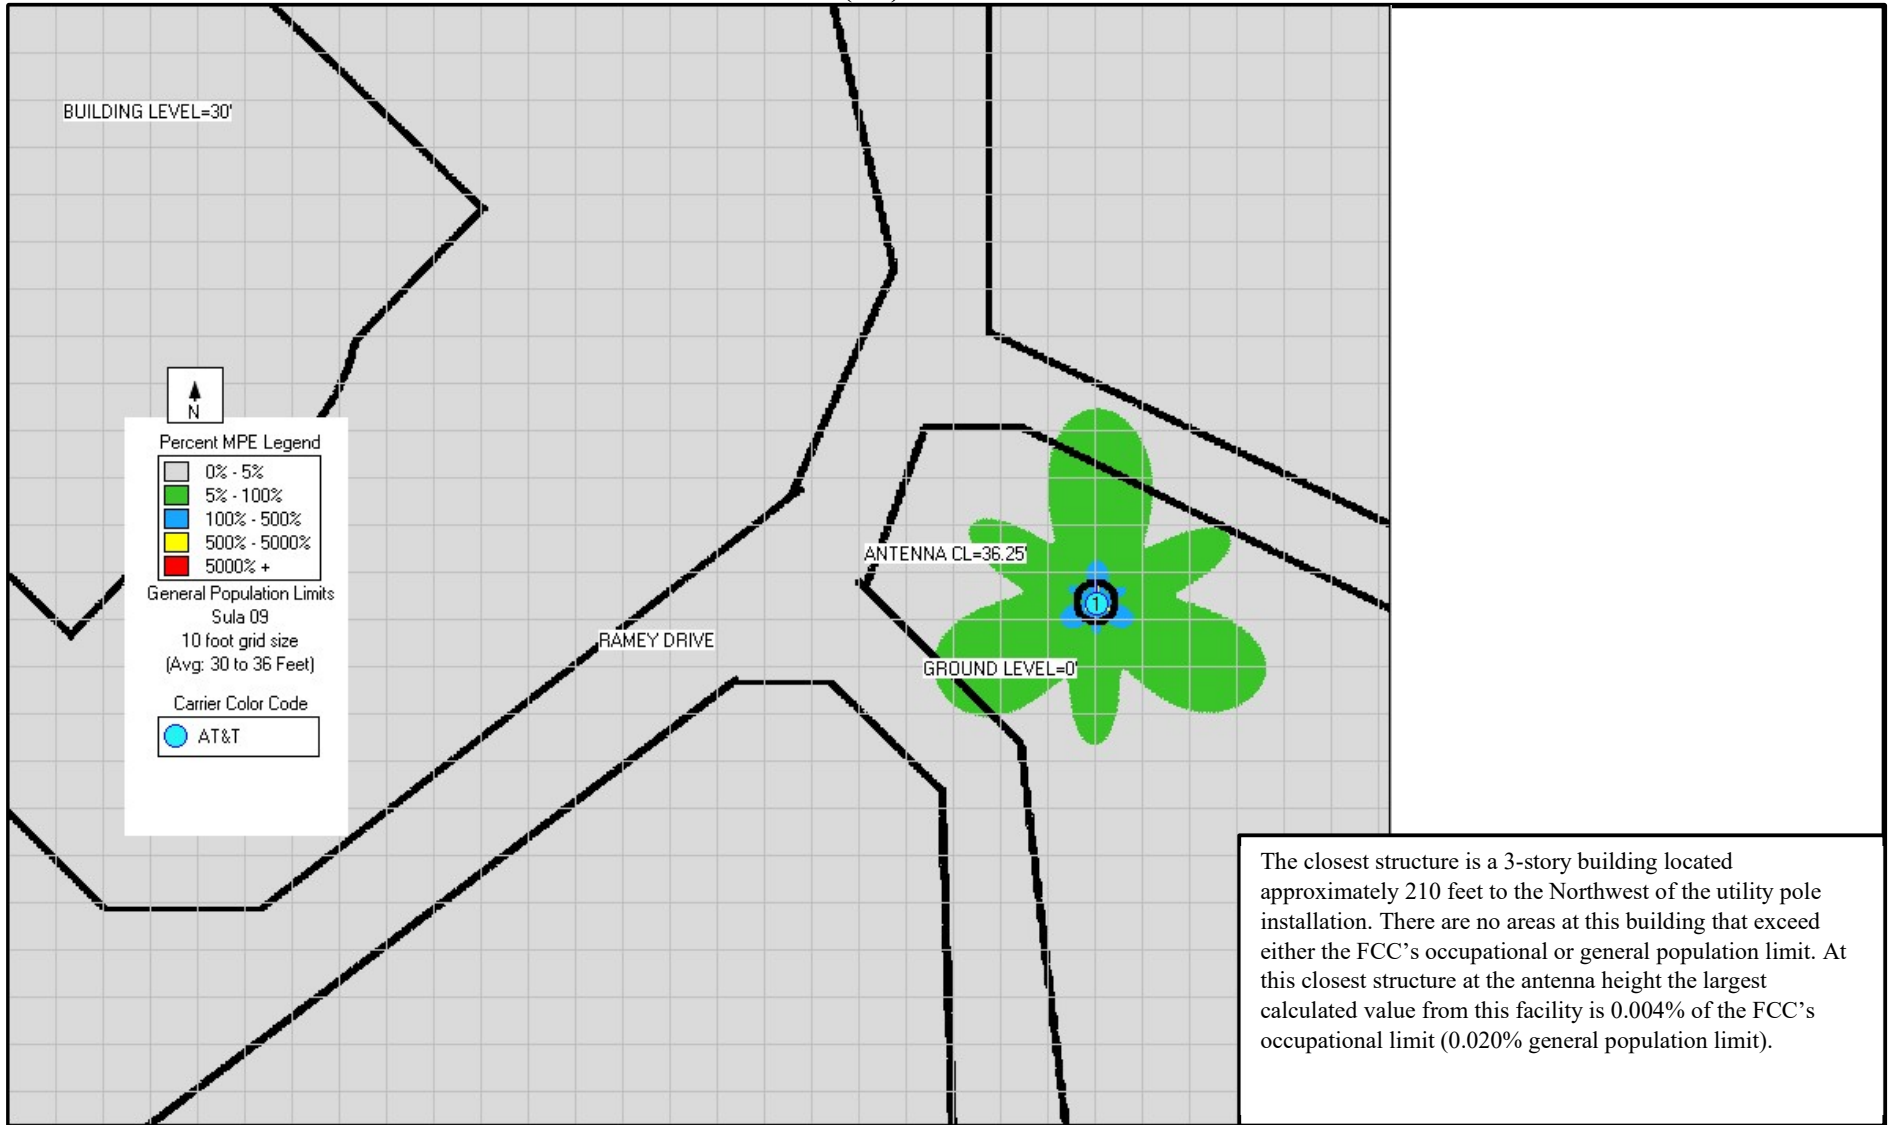 BUILDING LEVEL=30'
N
Percent MPE Legend
0% - 5%
5% - 100%
100% - 500%
500% - 5000%
5000% +
General Population Limits
Sula 09
10 foot grid size
(Avg: 30 to 36 Feet)
Carrier Color Code
AT&T
RAMEY DRIVE
ANTENNA CL=36.25'
1
GROUND LEVEL=0'
The closest structure is a 3-story building located
approximately 210 feet to the Northwest of the utility pole
installation. There are no areas at this building that exceed
either the FCC’s occupational or general population limit. At
this closest structure at the antenna height the largest
calculated value from this facility is 0.004% of the FCC’s
occupational limit (0.020% general population limit).